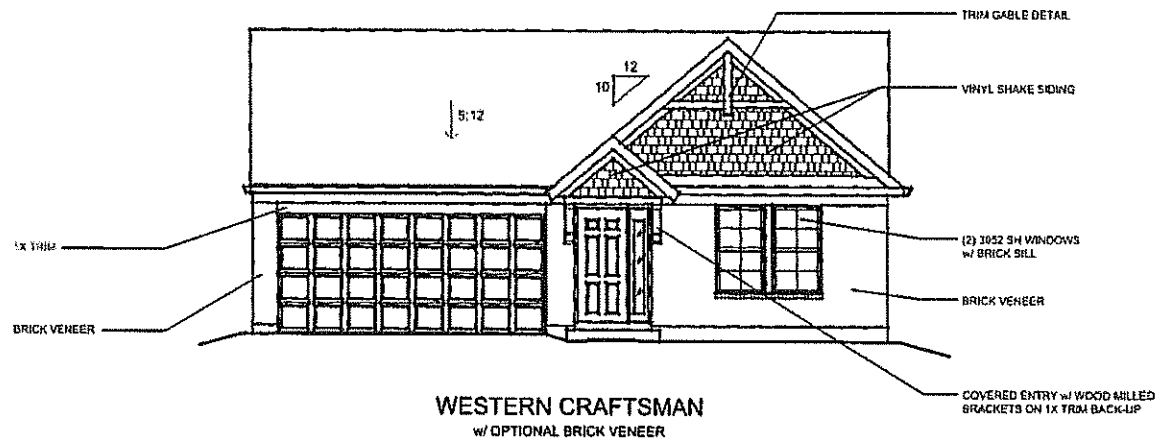 TRIM GABLE DETAIL
12
10
VINYL SHAKE SIDING
5:12
1X TRIM
(2) 3052 SH WINDOWS
w/ BRICK SILL
BRICK VENEER
BRICK VENEER
COVERED ENTRY w/ WOOD MILLED
BRACKETS ON 1X TRIM BACK-UP
WESTERN CRAFTSMAN
w/ OPTIONAL BRICK VENEER